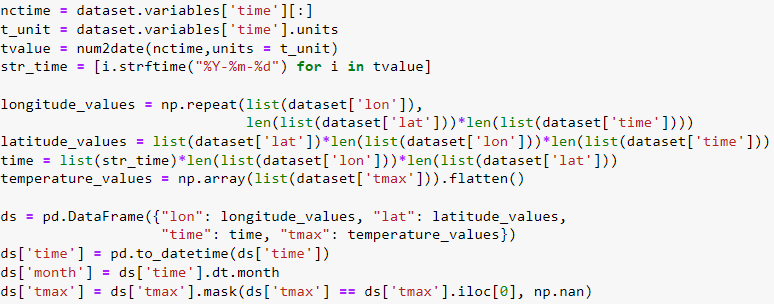 nctime = dataset.variables['time'][:]
t_unit = dataset.variables['time'].units
tvalue = num2date(nctime,units = t_unit)
str_time = [i.strftime("%Y-%m-%d") for i in tvalue]
longitude_values = np.repeat(list(dataset['lon']),
len(list(dataset['lat']))*len(list(dataset['time'])))
latitude_values = list(dataset['lat'])*len(list(dataset['lon']))*len(list(dataset['time']))
time = list(str_time)*len(list(dataset['lon']))*len(list(dataset['lat']))
temperature_values = np.array(list(dataset['tmax'])).flatten()
ds = pd.DataFrame({"lon": longitude_values, "lat": latitude_values,
"time": time, "tmax": temperature_values})
ds['time'] = pd.to_datetime(ds['time'])
ds['month'] = ds['time'].dt.month
ds['tmax'] = ds['tmax'].mask(ds['tmax'] == ds['tmax'].iloc[0], np.nan)